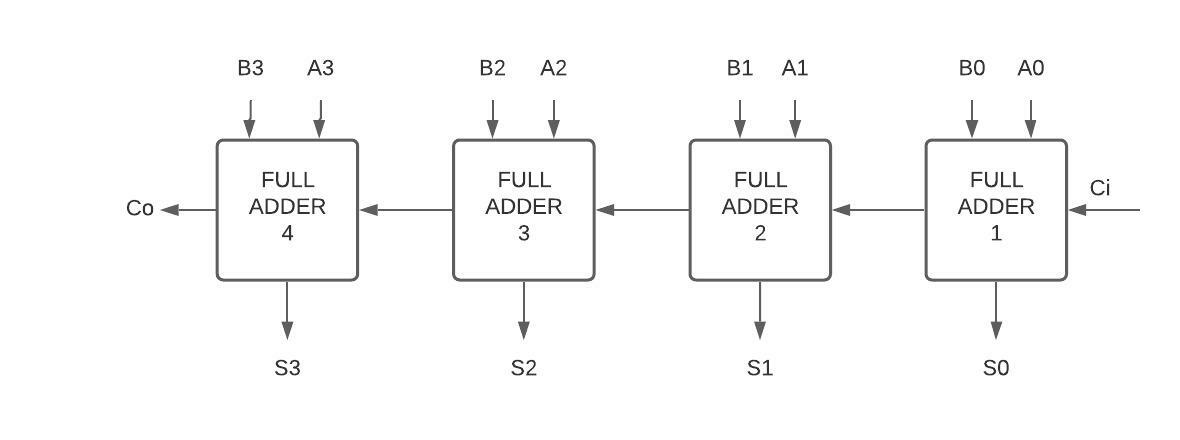 B3 A3 B2 A2 B1 A1 B0 A0
Ci
FULL
ADDER
4
FULL
ADDER
3
FULL
ADDER
2
FULL
ADDER
1
Co
S3 S2 S1 S0